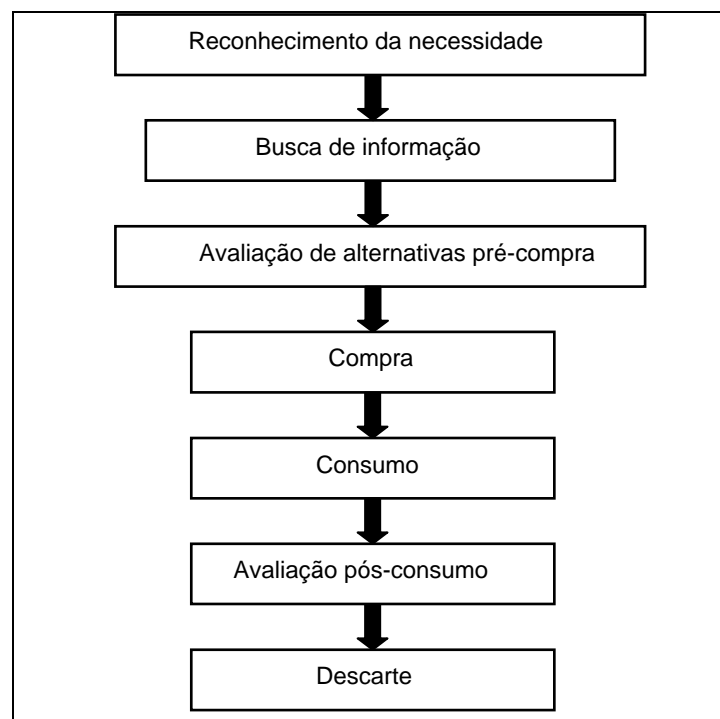 Reconhecimento da necessidade
Busca de informação
Avaliação de alternativas pré-compra
Compra
Consumo
Avaliação pós-consumo
Descarte